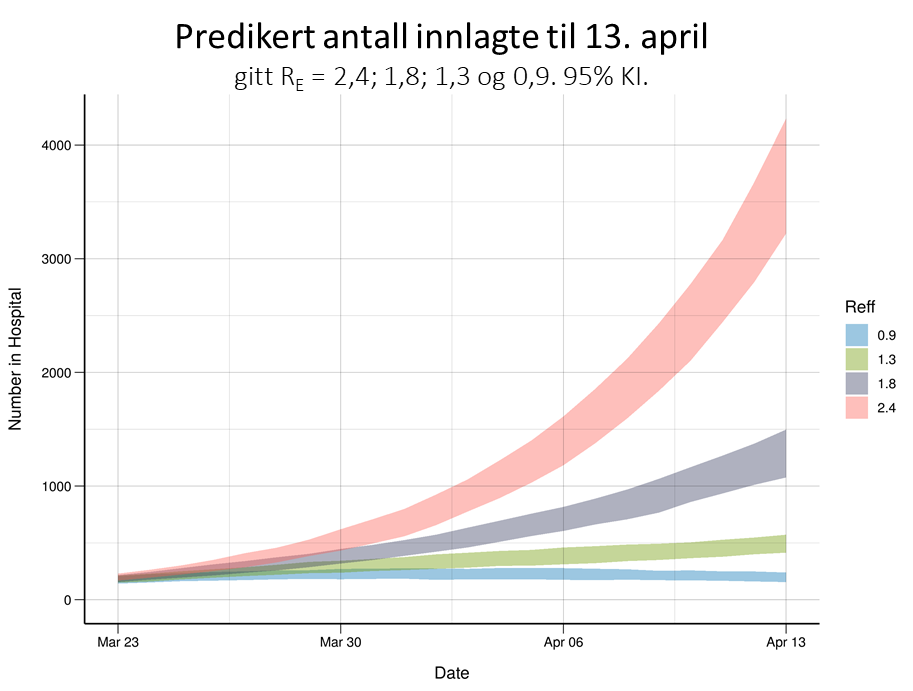 Predikert antall innlagte til 13. april
gitt RE = 2,4; 1,8; 1,3 og 0,9. 95% KI.
4000
3000
2000
1000
0
Number in Hospital
Mar 23
Mar 30
Apr 06
Apr 13
Date
Reff
0.9
1.3
1.8
2.4